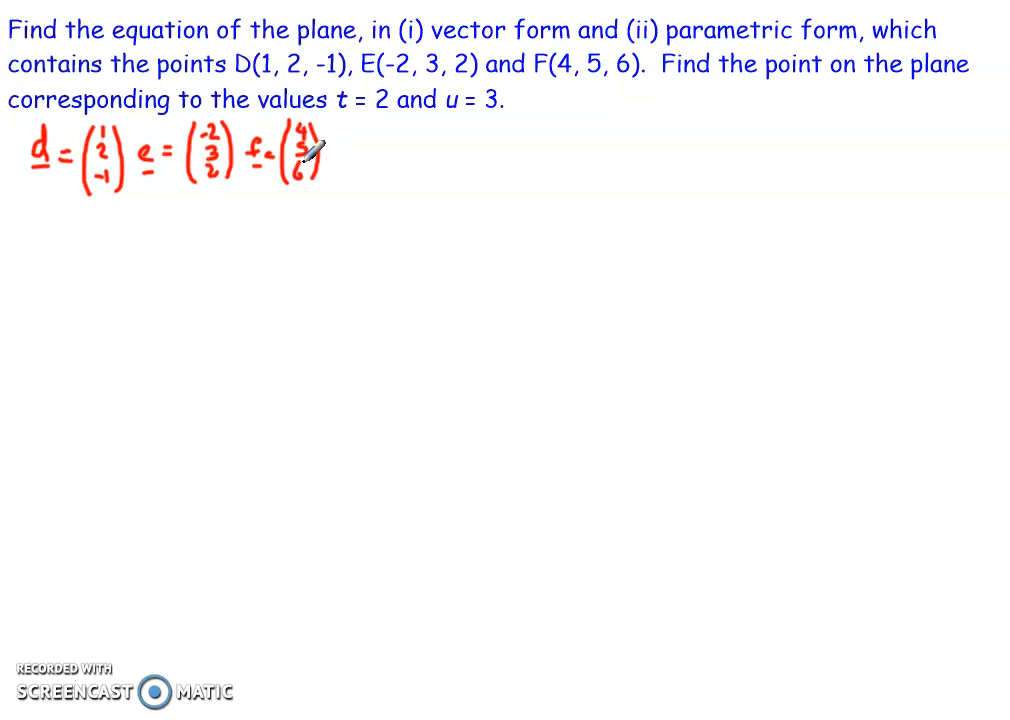 Find the equation of the plane, in (i) vector form and (ii) parametric form, which
contains the points D(1, 2, -1), E(-2, 3, 2) and F(4, 5, 6).  Find the point on the plane
corresponding to the values t = 2 and u = 3.
d = (1 2 -1) e = (-2 3 2) f = (4 5 6)
RECORDED WITH
SCREENCAST MATIC